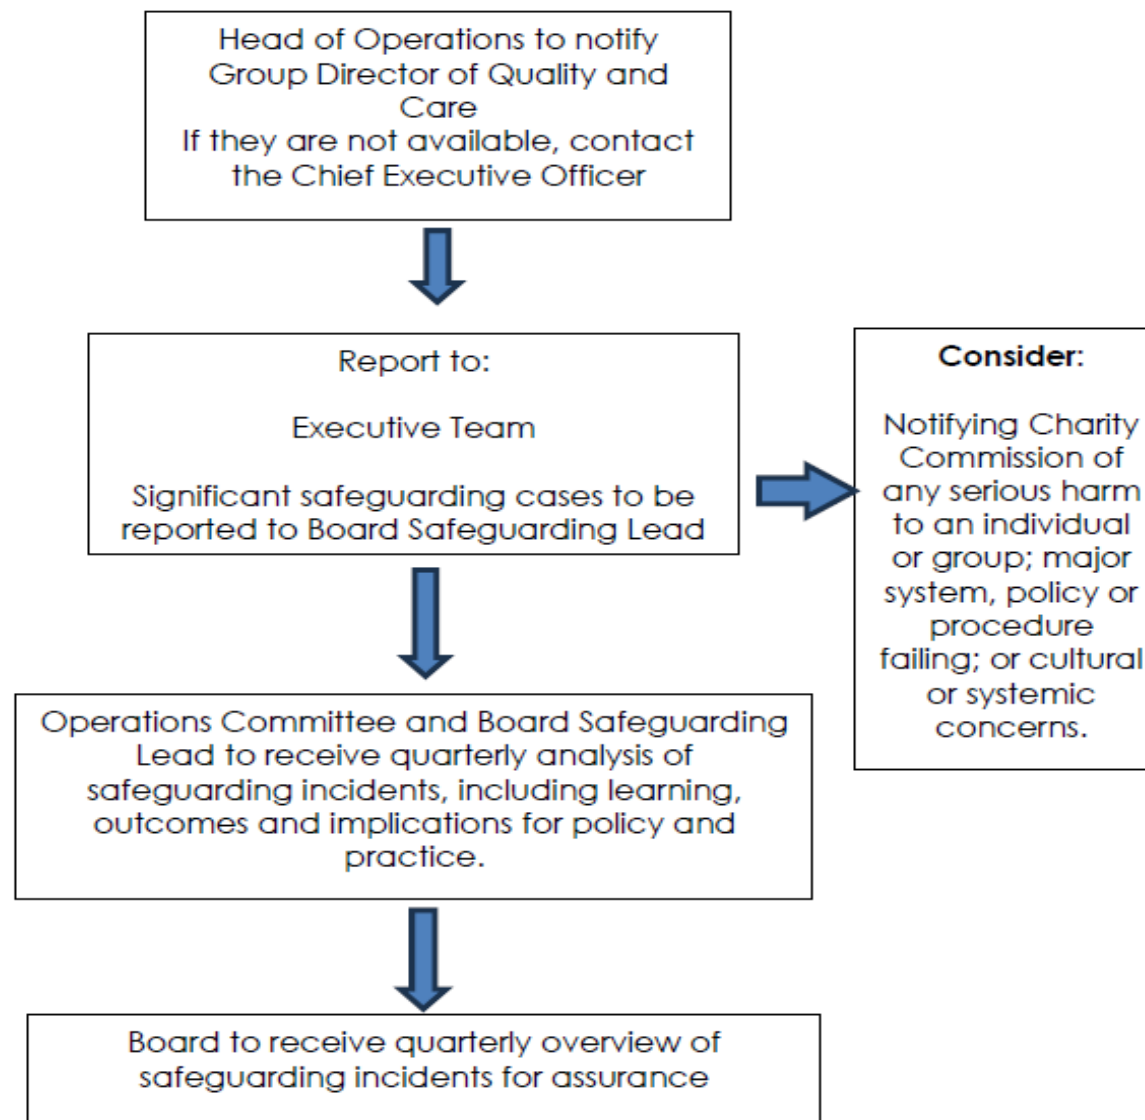 Head of Operations to notify
Group Director of Quality and
Care
If they are not available, contact
the Chief Executive Officer
Report to:
Executive Team
Significant safeguarding cases to be
reported to Board Safeguarding Lead
Consider:
Notifying Charity
Commission of
any serious harm
to an individual
or group; major
system, policy or
procedure
failing; or cultural
or systemic
concerns.
Operations Committee and Board Safeguarding
Lead to receive quarterly analysis of
safeguarding incidents, including learning,
outcomes and implications for policy and
practice.
Board to receive quarterly overview of
safeguarding incidents for assurance